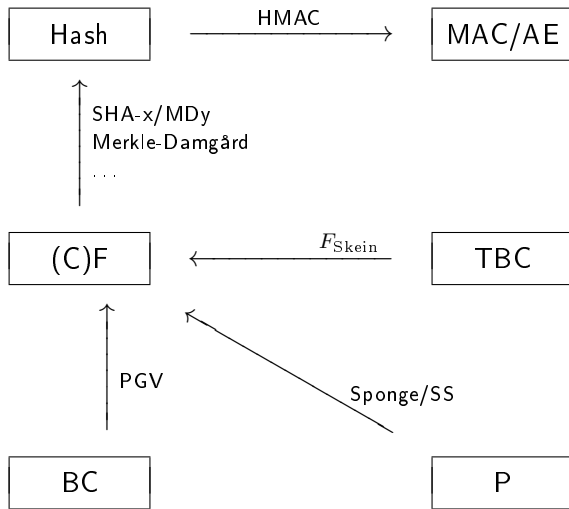 HMAC
Hash
MAC/AE
SHA-x/MDy
Merkle-Damgård
. . .
F_Skein
(C)F
TBC
PGV
Sponge/SS
BC
P